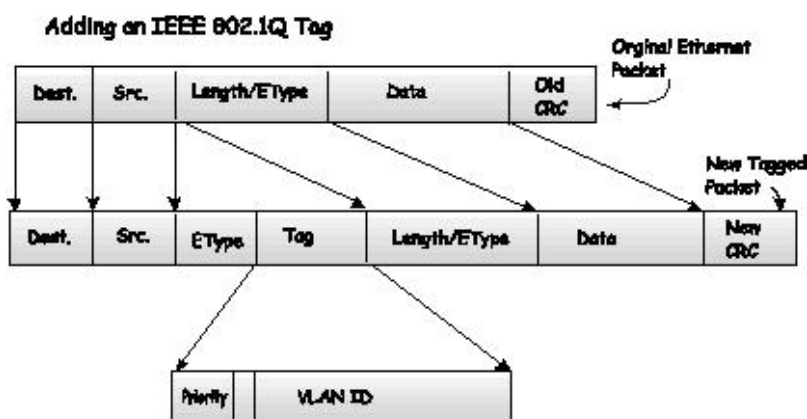 Adding an IEEE 802.1Q Tag
Orginal Ethernet
Packet
Dest. Src. Length/EType Data Old
CRC
New Tagged
Packet
Dest. Src. EType Tag Length/EType Data New
CRC
Priority VLAN ID